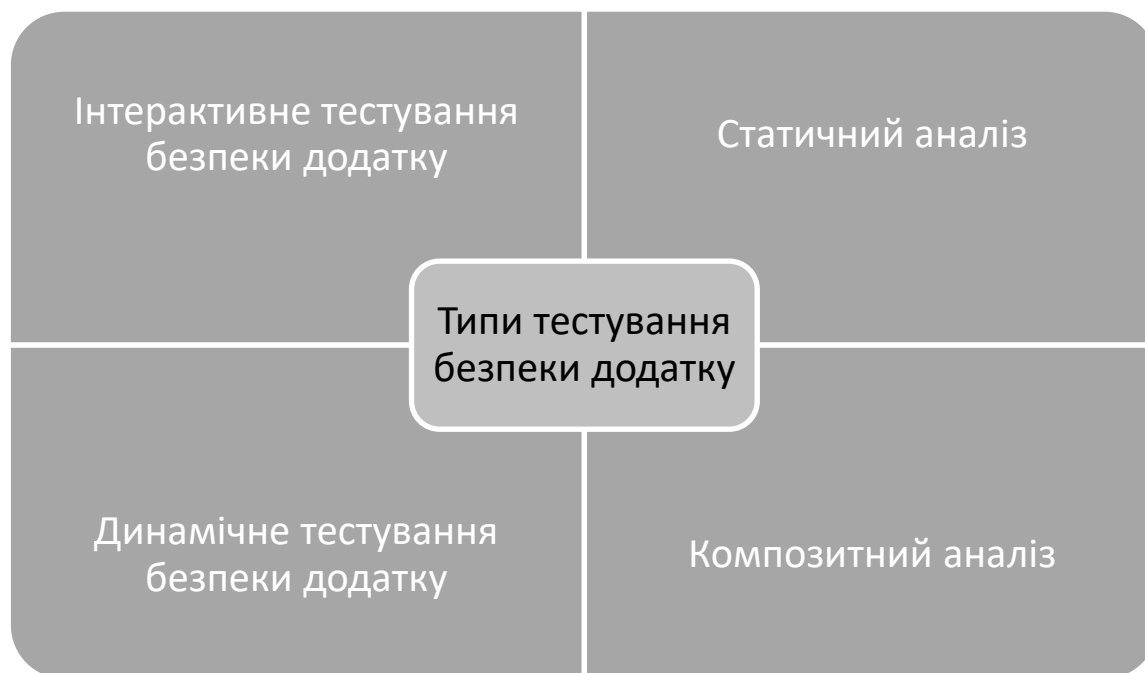 Інтерактивне тестування
безпеки додатку
Статичний аналіз
Типи тестування
безпеки додатку
Динамічне тестування
безпеки додатку
Композитний аналіз